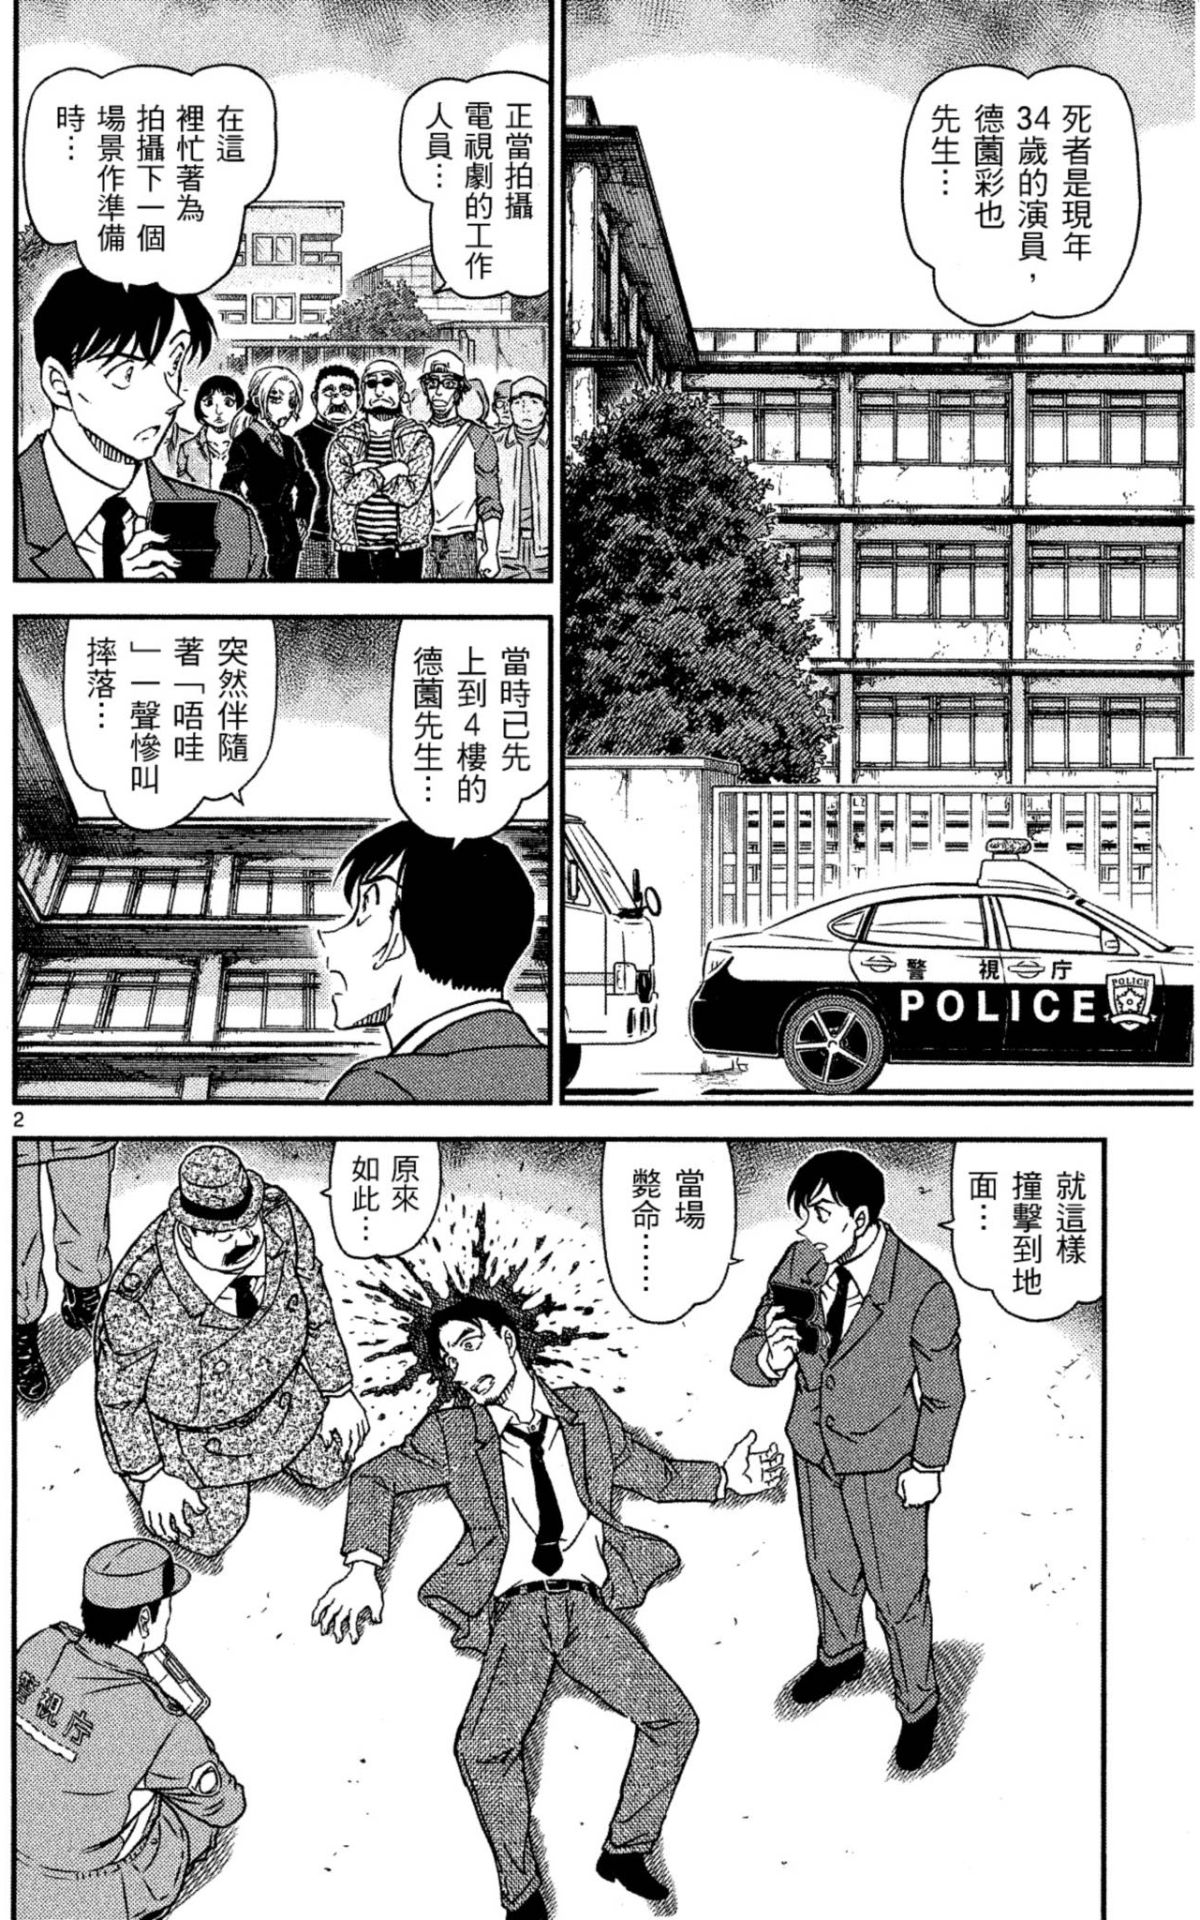 死者是現年
34歲的演員，
德薗彩也
先生…
警視庁
POLICE
POLICE
正當拍攝
電視劇的工作
人員…
在這
裡忙著為
拍攝下一個
場景作準備
時…
當時已先
上到4樓的
德薗先生…
突然伴隨
著「唔哇
」一聲慘叫
摔落…
2
就這樣
撞擊到地
面…
當場
斃命……
原來
如此…
警視庁